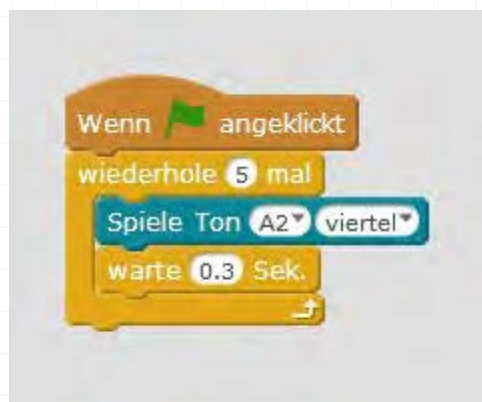 Wenn angeklickt
wiederhole 5 mal
Spiele Ton A2 viertel
warte 0.3 Sek.